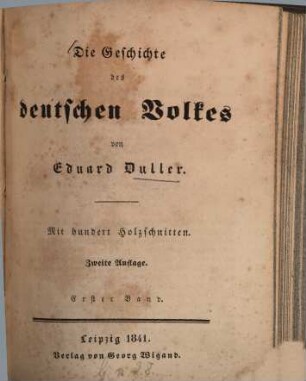 Die Geschichte
des
deutschen Volkes
von
Eduard Duller.
Mit hundert Holzschnitten.
Zweite Auflage.
Erster Band.
Leipzig 1841.
Verlag von Georg Wigand.